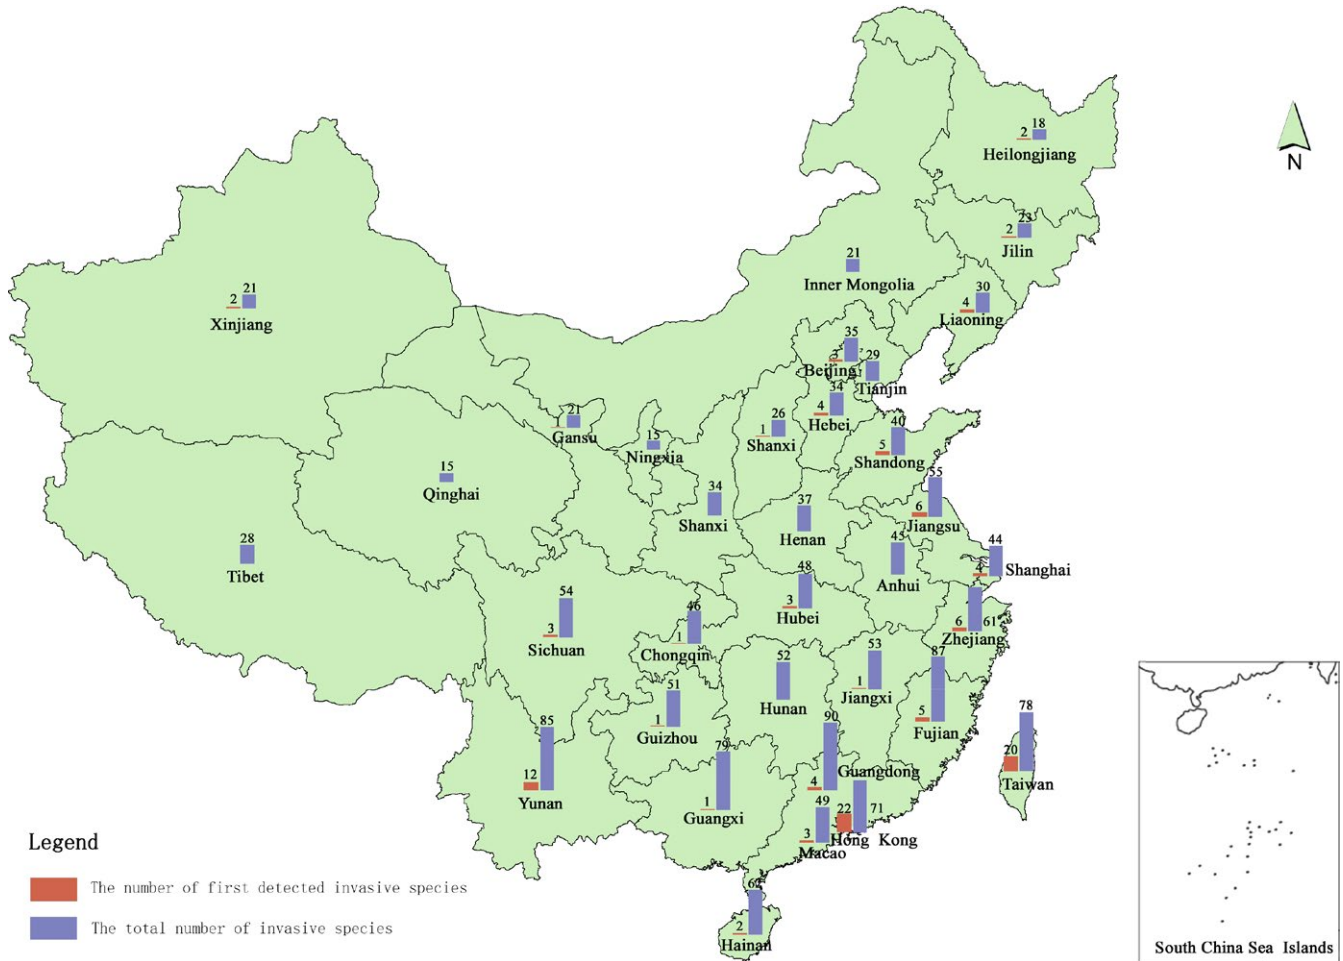 18
2
Heilongjiang
N
23
2
Jilin
21
Inner Mongolia
30
4
Liaoning
21
2
Xinjiang
35
3
Beijing
29
Tianjin
34
4
Hebei
26
1
Shanxi
21
1
Gansu
15
Ningxia
40
5
Shandong
15
Qinghai
34
Shanxi
37
Henan
55
6
Jiangsu
45
Anhui
44
4
Shanghai
28
Tibet
48
3
Hubei
54
3
Sichuan
46
1
Chongqin
6
61
Zhejiang
52
Hunan
53
1
Jiangxi
87
5
Fujian
51
1
Guizhou
85
12
Yunan
79
1
Guangxi
90
4
Guangdong
78
20
Taiwan
49
3
Macao
22
71
Hong Kong
2
Hainan
Legend
The number of first detected invasive species
The total number of invasive species
South China Sea Islands